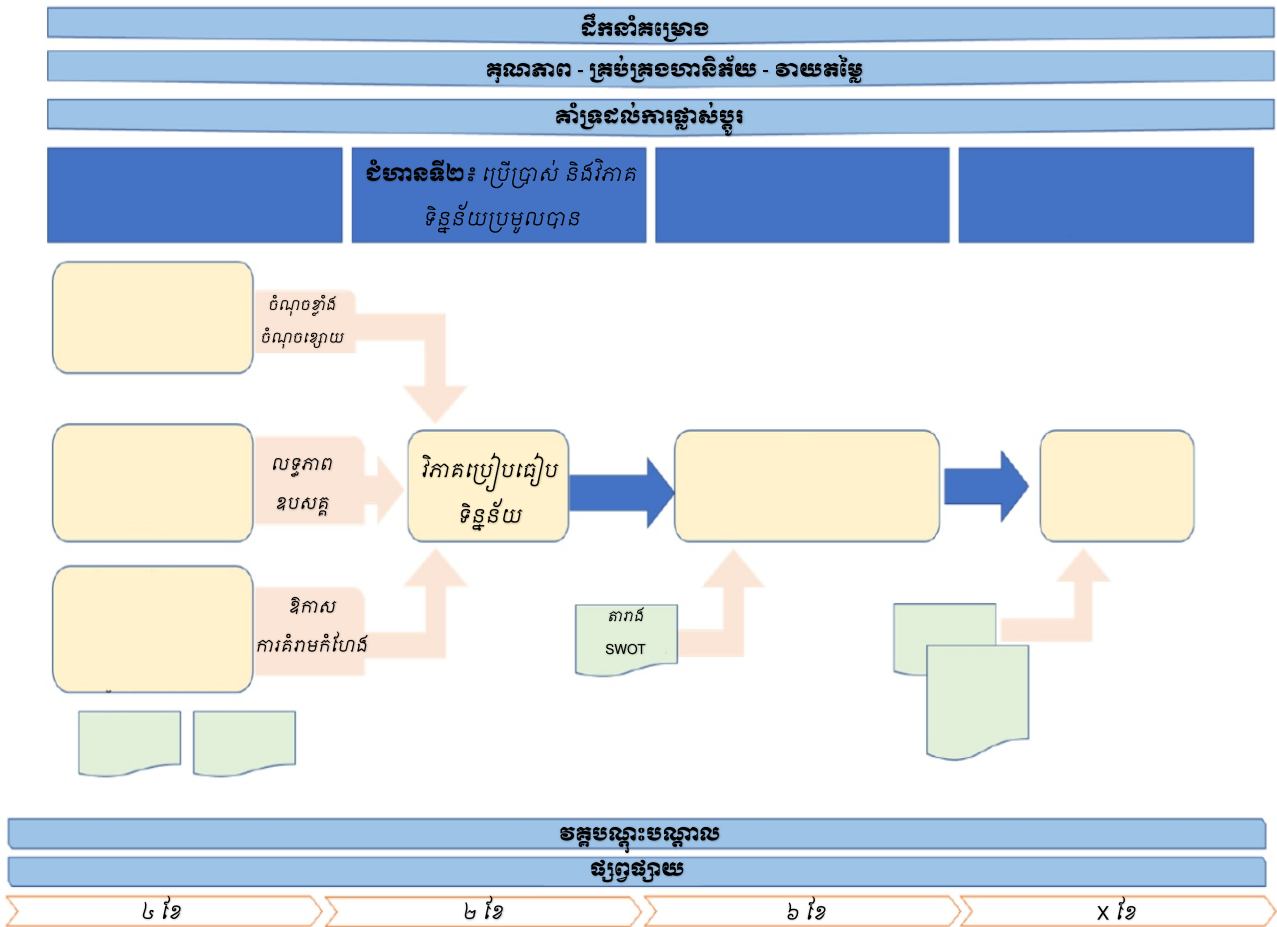 ដឹកនាំគម្រោង
គុណភាព - គ្រប់គ្រងហានិភ័យ - វាយតម្លៃ
គាំទ្រដល់ការផ្លាស់ប្តូរ
ជំហានទី២៖ ប្រើប្រាស់ និងវិភាគ
ទិន្នន័យប្រមូលបាន
ចំណុចខ្លាំង
ចំណុចខ្សោយ
លទ្ធភាព
ឧបសគ្គ
វិភាគប្រៀបធៀប
ទិន្នន័យ
ឱកាស
ការគំរាមកំហែង
តារាង
SWOT
វគ្គបណ្តុះបណ្តាល
ផ្សព្វផ្សាយ
៤ ខែ
២ ខែ
៦ ខែ
X ខែ